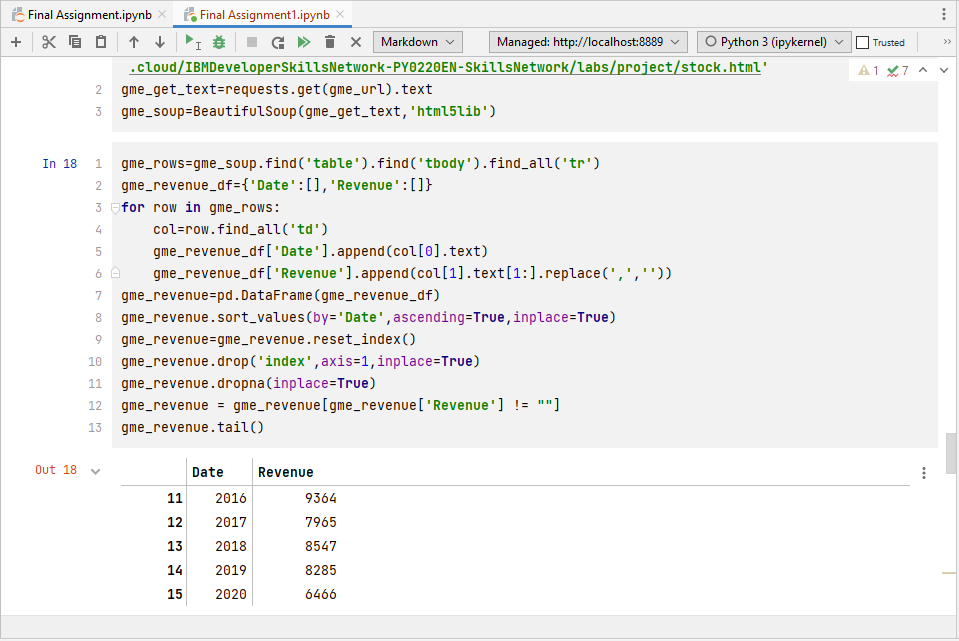 Final Assignment.ipynb Final Assignment1.ipynb
Markdown Managed: http://localhost:8889 Python 3 (ipykernel) Trusted
.cloud/IBMDeveloperSkillsNetwork-PY0220EN-SkillsNetwork/labs/project/stock.html' 1 7
2 gme_get_text=requests.get(gme_url).text
3 gme_soup=BeautifulSoup(gme_get_text,'html5lib')
In 18 1 gme_rows=gme_soup.find('table').find('tbody').find_all('tr')
2 gme_revenue_df={'Date':[],'Revenue':[]}
3 for row in gme_rows:
4 col=row.find_all('td')
5 gme_revenue_df['Date'].append(col[0].text)
6 gme_revenue_df['Revenue'].append(col[1].text[1:].replace(',',''))
7 gme_revenue=pd.DataFrame(gme_revenue_df)
8 gme_revenue.sort_values(by='Date',ascending=True,inplace=True)
9 gme_revenue=gme_revenue.reset_index()
10 gme_revenue.drop('index',axis=1,inplace=True)
11 gme_revenue.dropna(inplace=True)
12 gme_revenue = gme_revenue[gme_revenue['Revenue'] != ""]
13 gme_revenue.tail()
Out 18 Date Revenue
11 2016 9364
12 2017 7965
13 2018 8547
14 2019 8285
15 2020 6466